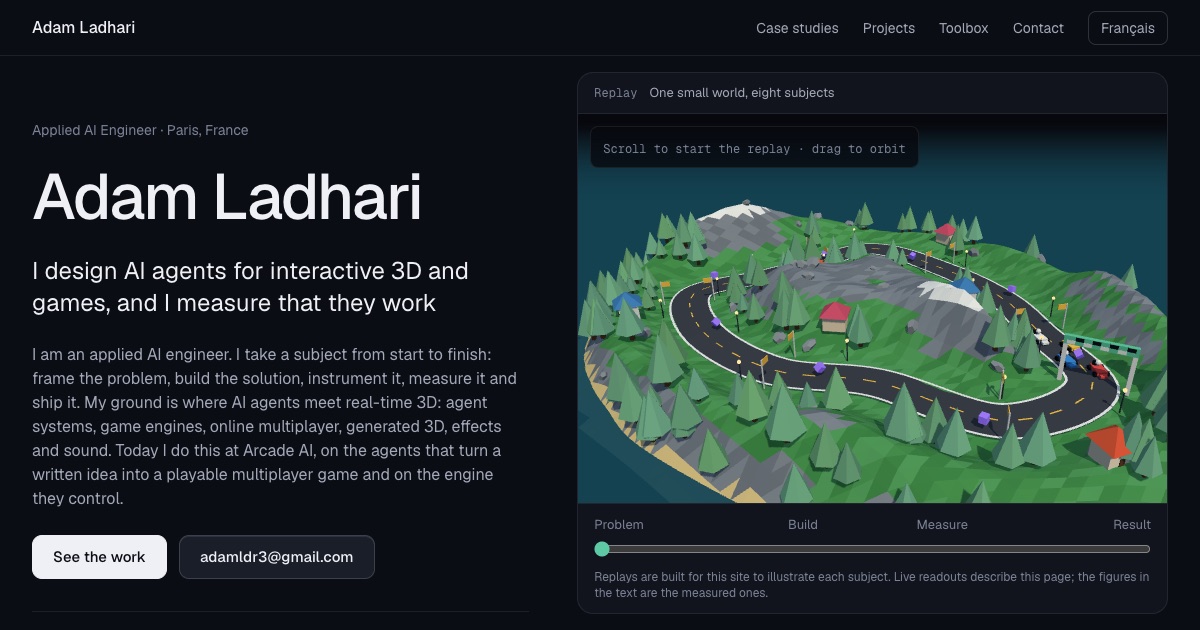 Adam Ladhari
Case studies
Projects
Toolbox
Contact
Français
Applied AI Engineer · Paris, France
Adam Ladhari
I design AI agents for interactive 3D and
games, and I measure that they work
I am an applied AI engineer. I take a subject from start to finish:
frame the problem, build the solution, instrument it, measure it and
ship it. My ground is where AI agents meet real-time 3D: agent
systems, game engines, online multiplayer, generated 3D, effects
and sound. Today I do this at Arcade AI, on the agents that turn a
written idea into a playable multiplayer game and on the engine
they control.
See the work
adamldr3@gmail.com
Replay One small world, eight subjects
Scroll to start the replay · drag to orbit
Problem
Build
Measure
Result
Replays are built for this site to illustrate each subject. Live readouts describe this page; the figures in
the text are the measured ones.